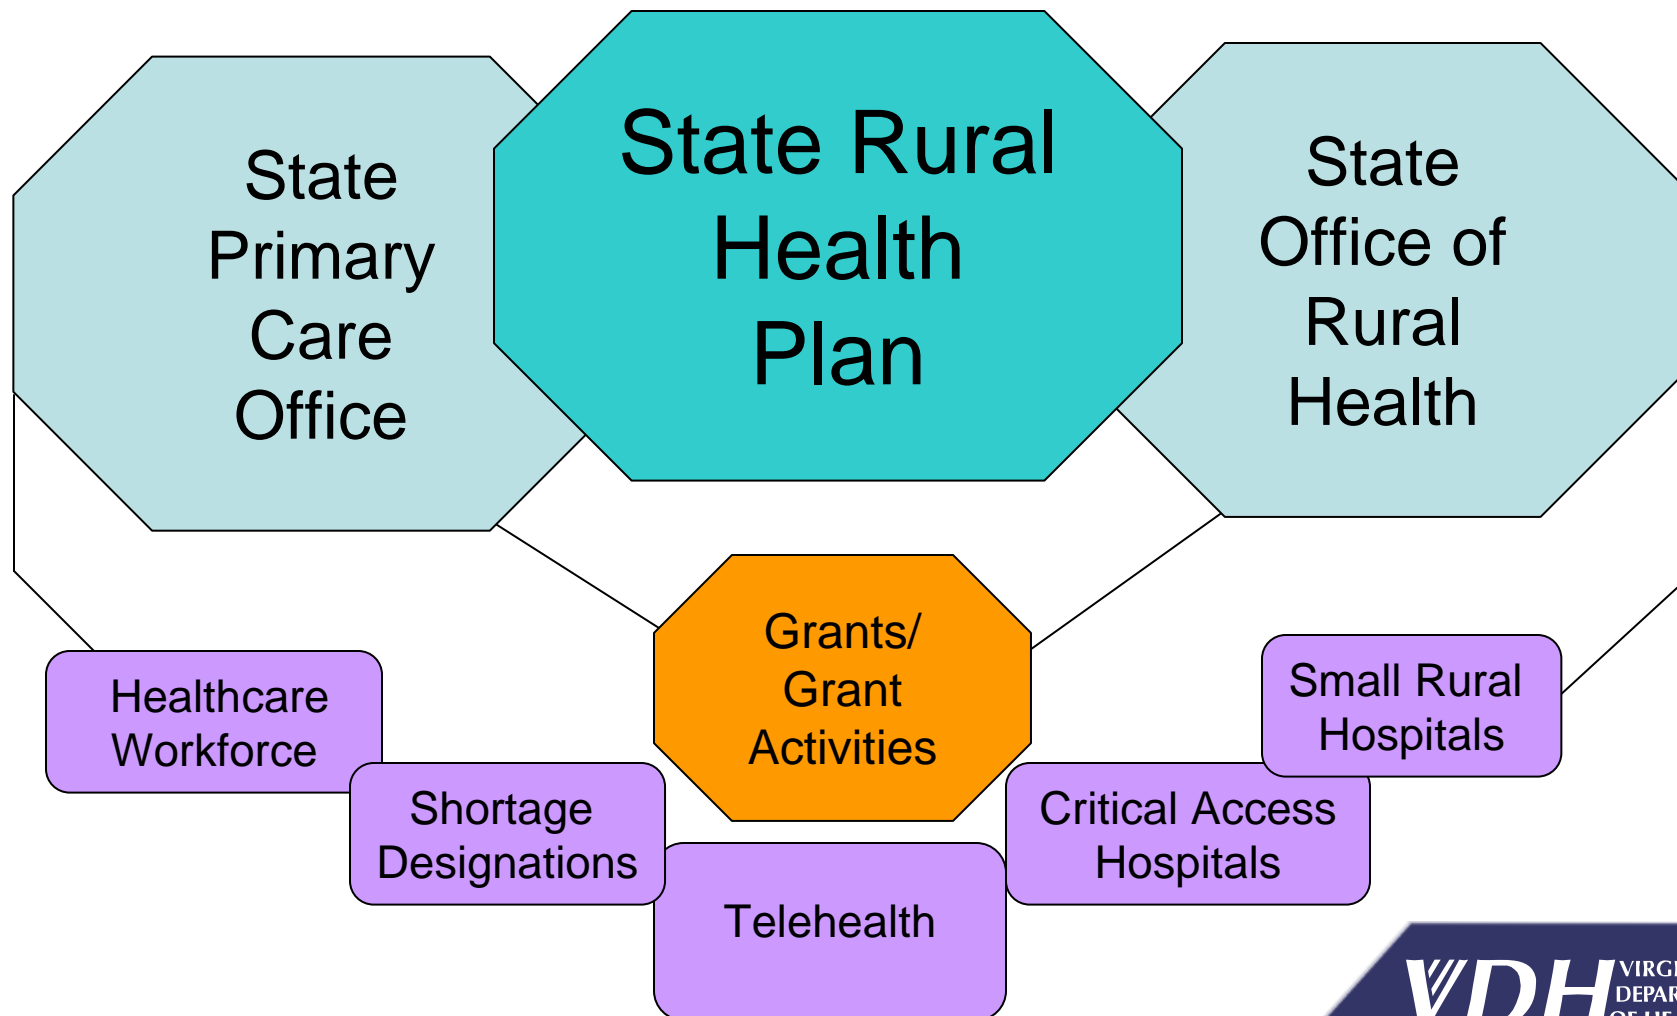 State
Primary
Care
Office
State Rural
Health
Plan
State
Office of
Rural
Health
Grants/
Grant
Activities
Healthcare
Workforce
Shortage
Designations
Telehealth
Critical Access
Hospitals
Small Rural
Hospitals
VDH